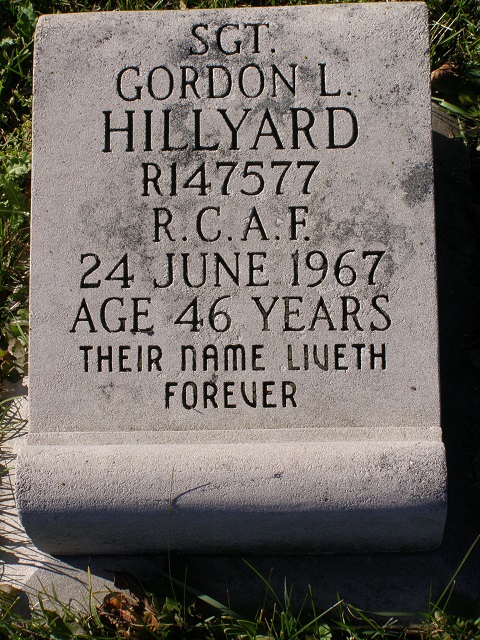 SGT.
GORDON L.
HILLYARD
R147577
R.C.A.F.
24 JUNE 1967
AGE 46 YEARS
THEIR NAME LIVETH
FOREVER